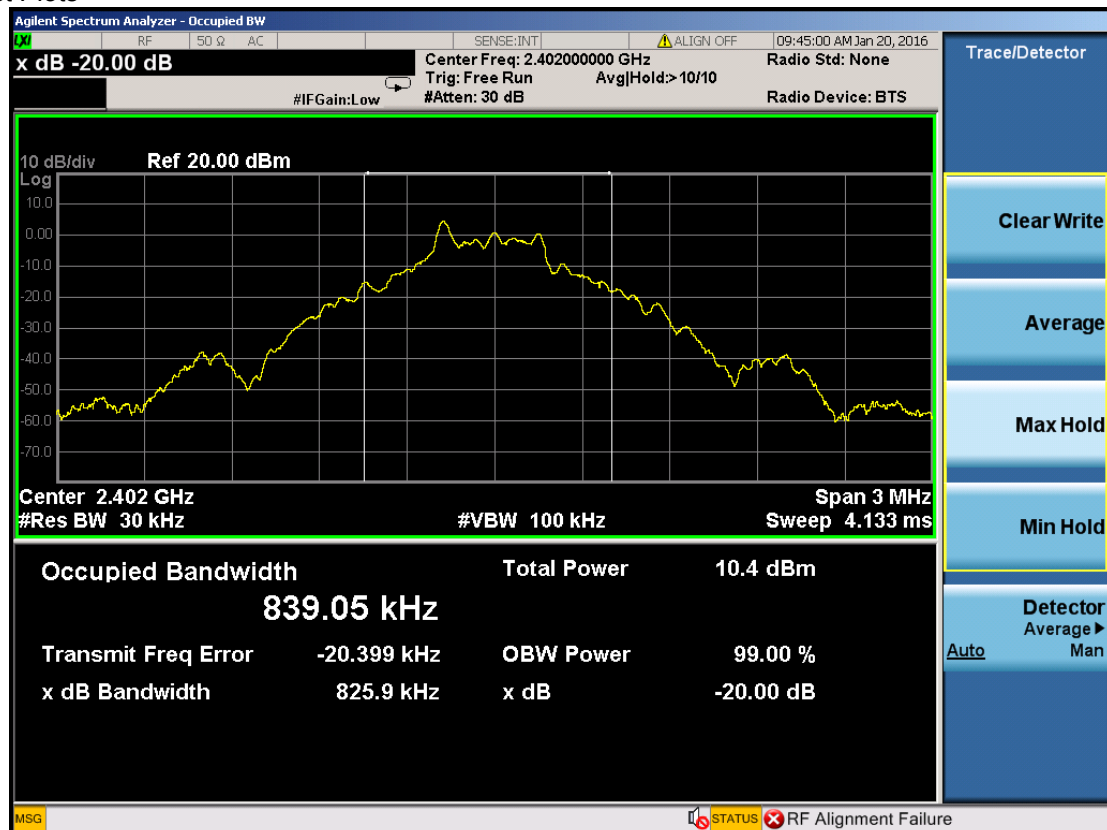 Agilent Spectrum Analyzer - Occupied BW
LXI RF 50 Ω AC SENSE:INT ALIGN OFF 09:45:00 AM Jan 20, 2016
x dB -20.00 dB
Center Freq: 2.402000000 GHz Radio Std: None
Trig: Free Run Avg|Hold:>10/10
#IFGain:Low #Atten: 30 dB Radio Device: BTS
10 dB/div Ref 20.00 dBm
Log
10.0
0.00
-10.0
-20.0
-30.0
-40.0
-50.0
-60.0
-70.0
Center 2.402 GHz Span 3 MHz
#Res BW 30 kHz #VBW 100 kHz Sweep 4.133 ms
Occupied Bandwidth Total Power 10.4 dBm
839.05 kHz
Transmit Freq Error -20.399 kHz OBW Power 99.00 %
x dB Bandwidth 825.9 kHz x dB -20.00 dB
Trace/Detector
Clear Write
Average
Max Hold
Min Hold
Detector
Average
Auto Man
MSG STATUS RF Alignment Failure